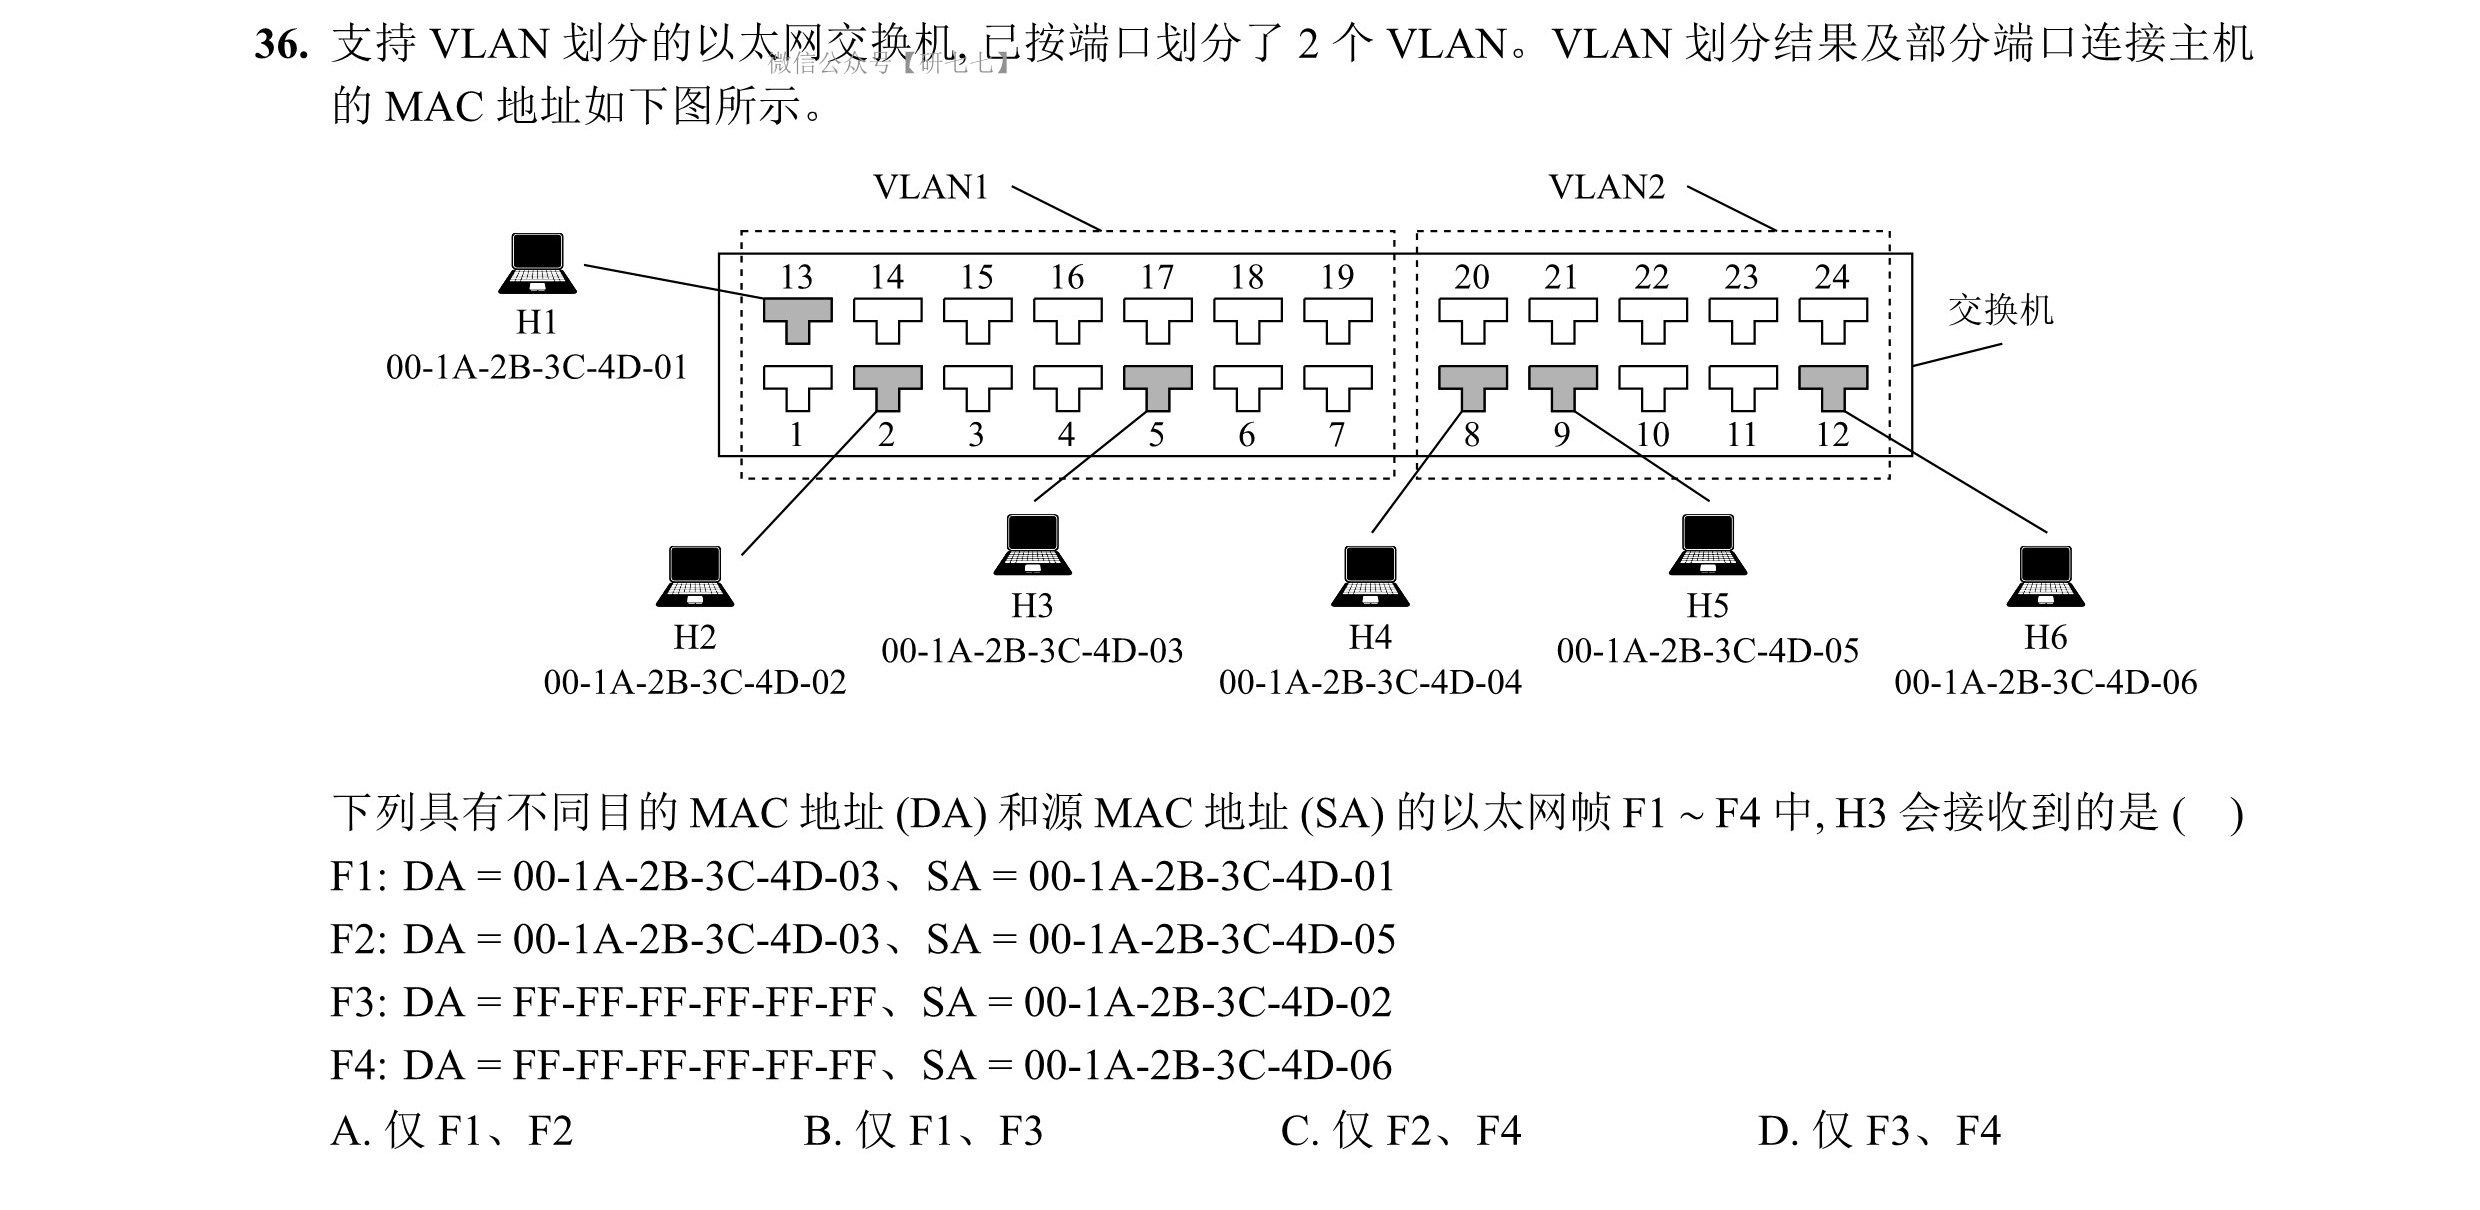 36. 支持 VLAN 划分的以太网交换机, 已按端口划分了 2 个 VLAN。VLAN 划分结果及部分端口连接主机
微信公众号【研七七】
的 MAC 地址如下图所示。
VLAN1
VLAN2
13 14 15 16 17 18 19 20 21 22 23 24
交换机
H1
00-1A-2B-3C-4D-01
1 2 3 4 5 6 7 8 9 10 11 12
H2
00-1A-2B-3C-4D-02
H3
00-1A-2B-3C-4D-03
H4
00-1A-2B-3C-4D-04
H5
00-1A-2B-3C-4D-05
H6
00-1A-2B-3C-4D-06
下列具有不同目的 MAC 地址 (DA) 和源 MAC 地址 (SA) 的以太网帧 F1 ~ F4 中, H3 会接收到的是 ( )
F1: DA = 00-1A-2B-3C-4D-03、SA = 00-1A-2B-3C-4D-01
F2: DA = 00-1A-2B-3C-4D-03、SA = 00-1A-2B-3C-4D-05
F3: DA = FF-FF-FF-FF-FF-FF、SA = 00-1A-2B-3C-4D-02
F4: DA = FF-FF-FF-FF-FF-FF、SA = 00-1A-2B-3C-4D-06
A. 仅 F1、F2 B. 仅 F1、F3 C. 仅 F2、F4 D. 仅 F3、F4